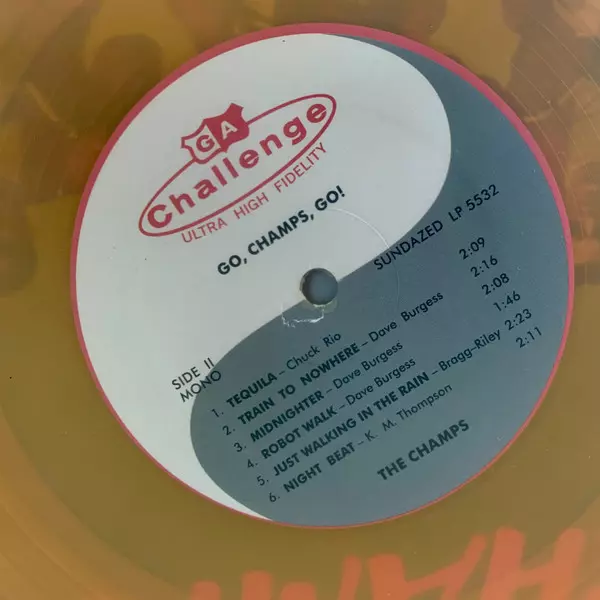 GA
Challenge
ULTRA HIGH FIDELITY
GO, CHAMPS, GO!
SUNDAZED LP 5532
SIDE II
MONO
1. TEQUILA – Chuck Rio 2:09
2. TRAIN TO NOWHERE – Dave Burgess 2:16
3. MIDNIGHTER – Dave Burgess 2:08
4. ROBOT WALK – Dave Burgess 1:46
5. JUST WALKING IN THE RAIN – Bragg–Riley 2:23
6. NIGHT BEAT – K. M. Thompson 2:11
THE CHAMPS